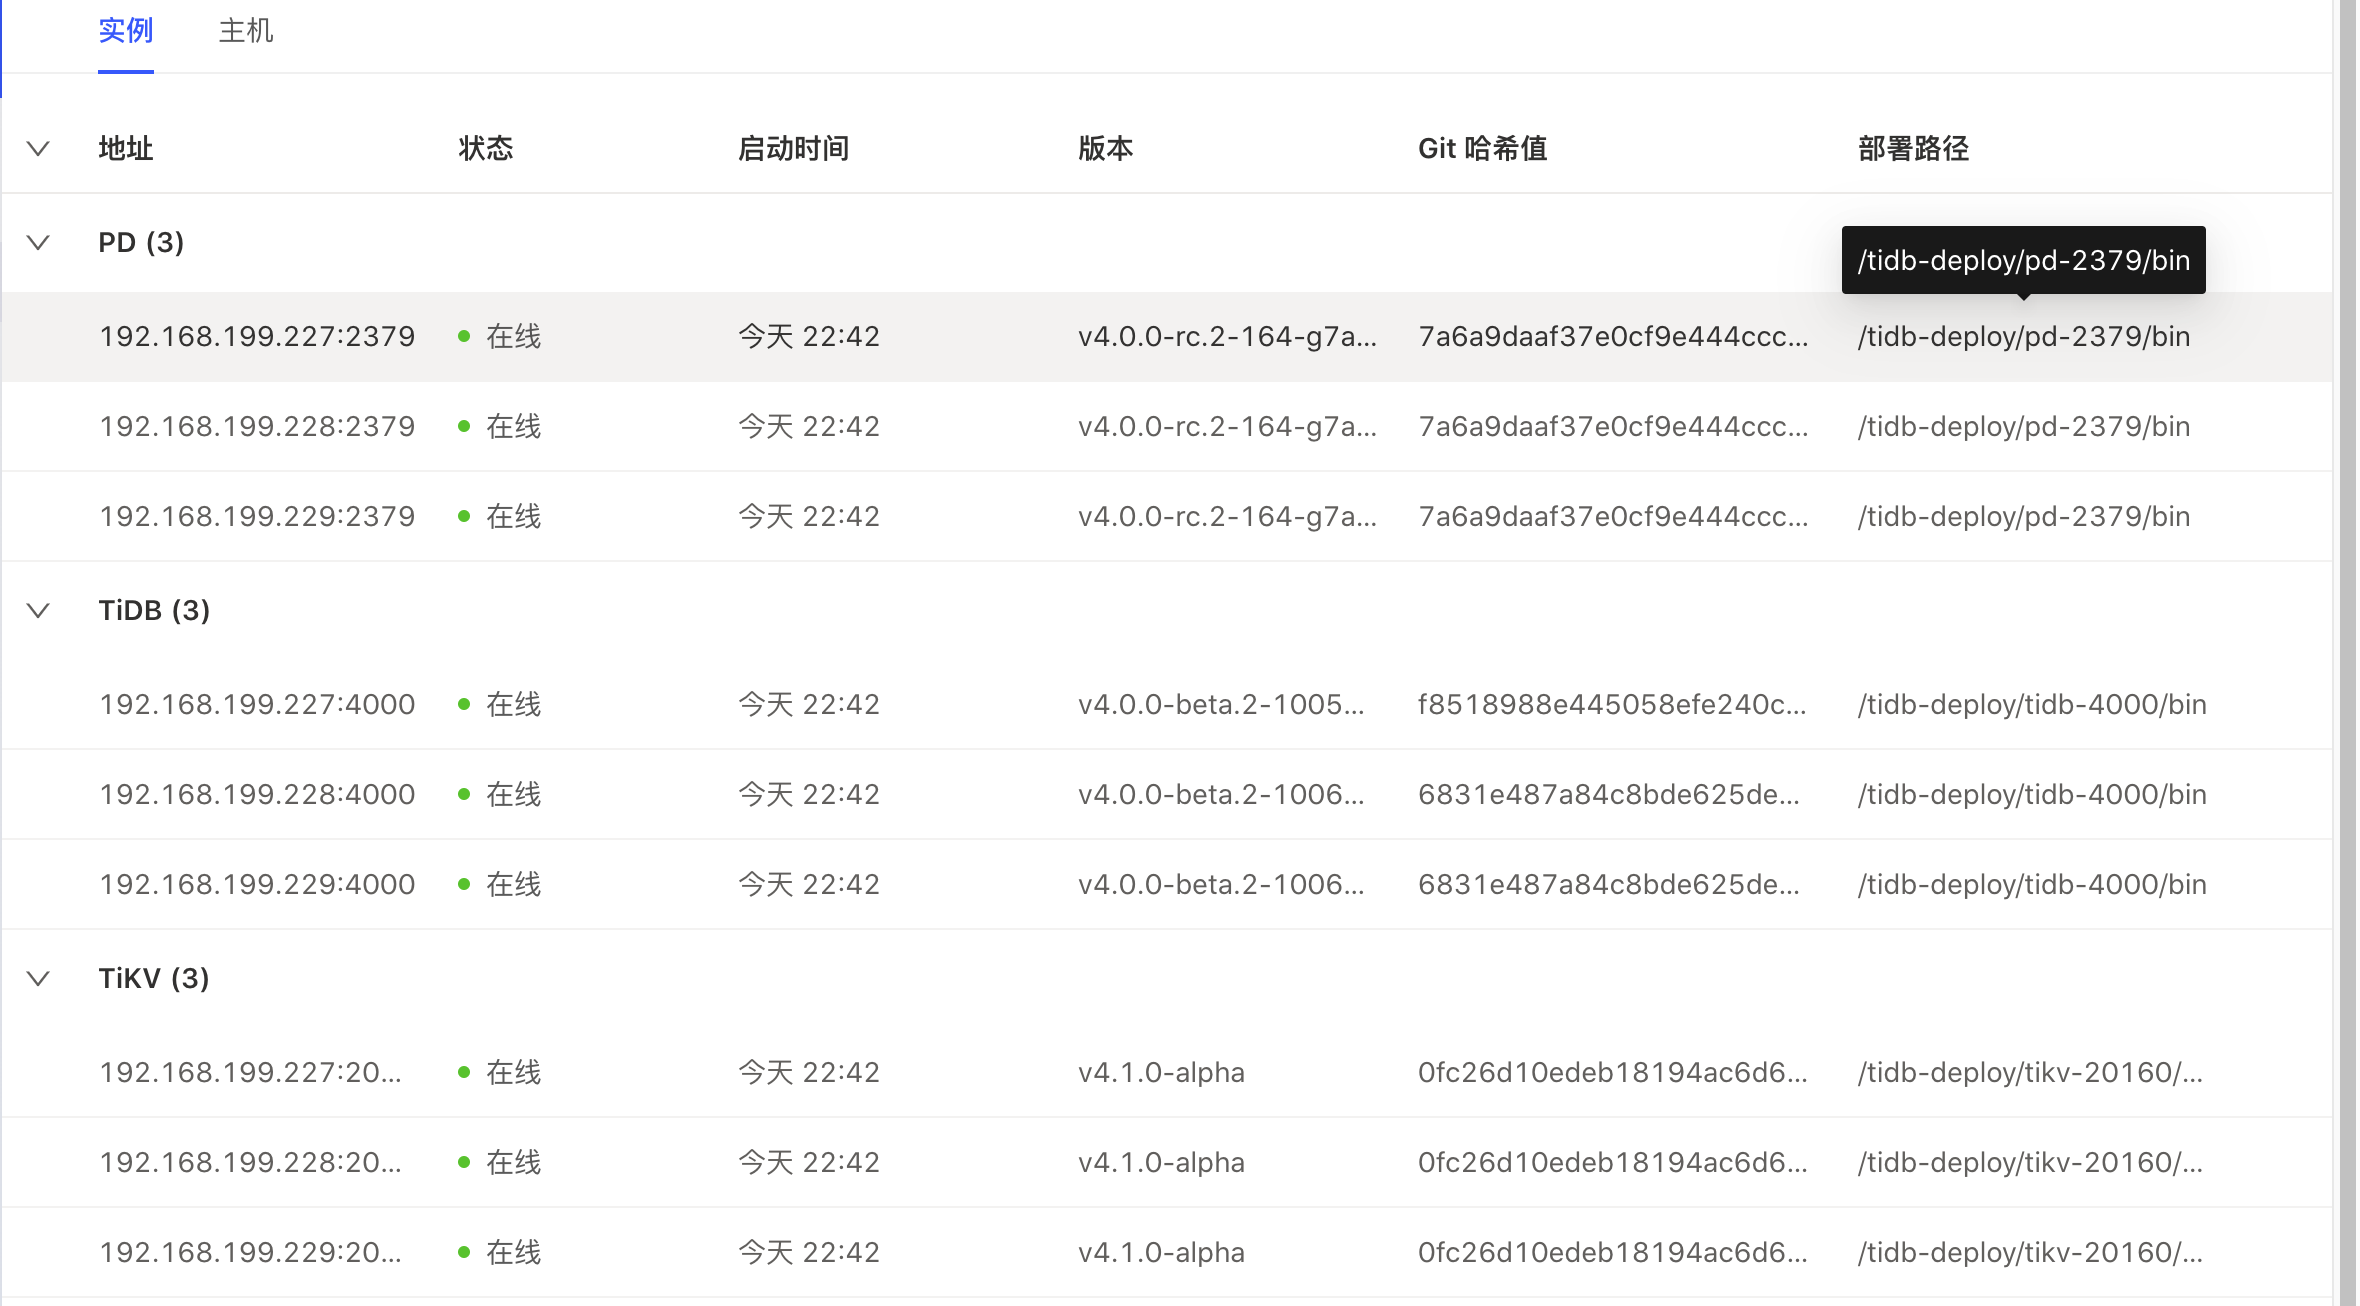 实例 主机
地址 状态 启动时间 版本 Git 哈希值 部署路径
PD (3)
/tidb-deploy/pd-2379/bin
192.168.199.227:2379 在线 今天 22:42 v4.0.0-rc.2-164-g7a... 7a6a9daaf37e0cf9e444ccc... /tidb-deploy/pd-2379/bin
192.168.199.228:2379 在线 今天 22:42 v4.0.0-rc.2-164-g7a... 7a6a9daaf37e0cf9e444ccc... /tidb-deploy/pd-2379/bin
192.168.199.229:2379 在线 今天 22:42 v4.0.0-rc.2-164-g7a... 7a6a9daaf37e0cf9e444ccc... /tidb-deploy/pd-2379/bin
TiDB (3)
192.168.199.227:4000 在线 今天 22:42 v4.0.0-beta.2-1005... f8518988e445058efe240c... /tidb-deploy/tidb-4000/bin
192.168.199.228:4000 在线 今天 22:42 v4.0.0-beta.2-1006... 6831e487a84c8bde625de... /tidb-deploy/tidb-4000/bin
192.168.199.229:4000 在线 今天 22:42 v4.0.0-beta.2-1006... 6831e487a84c8bde625de... /tidb-deploy/tidb-4000/bin
TiKV (3)
192.168.199.227:20... 在线 今天 22:42 v4.1.0-alpha 0fc26d10edeb18194ac6d6... /tidb-deploy/tikv-20160/...
192.168.199.228:20... 在线 今天 22:42 v4.1.0-alpha 0fc26d10edeb18194ac6d6... /tidb-deploy/tikv-20160/...
192.168.199.229:20... 在线 今天 22:42 v4.1.0-alpha 0fc26d10edeb18194ac6d6... /tidb-deploy/tikv-20160/...